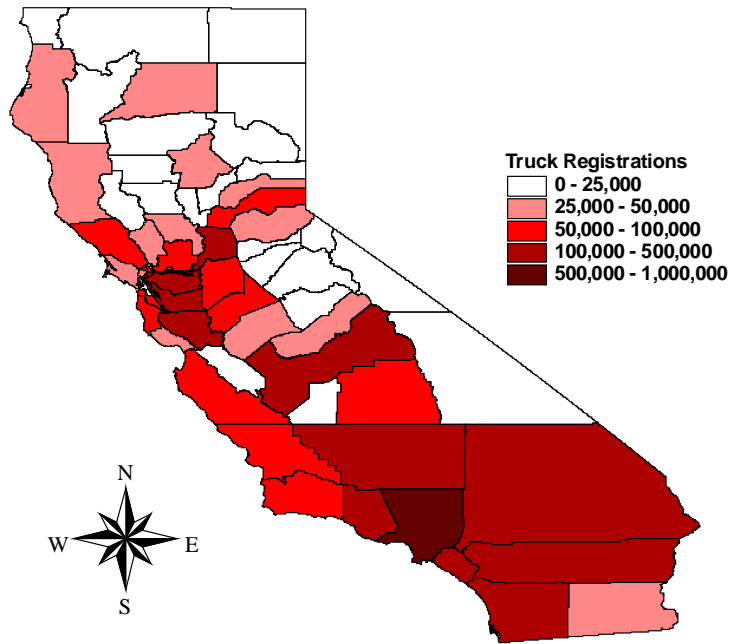 Truck Registrations
0 - 25,000
25,000 - 50,000
50,000 - 100,000
100,000 - 500,000
500,000 - 1,000,000
N
W E
S